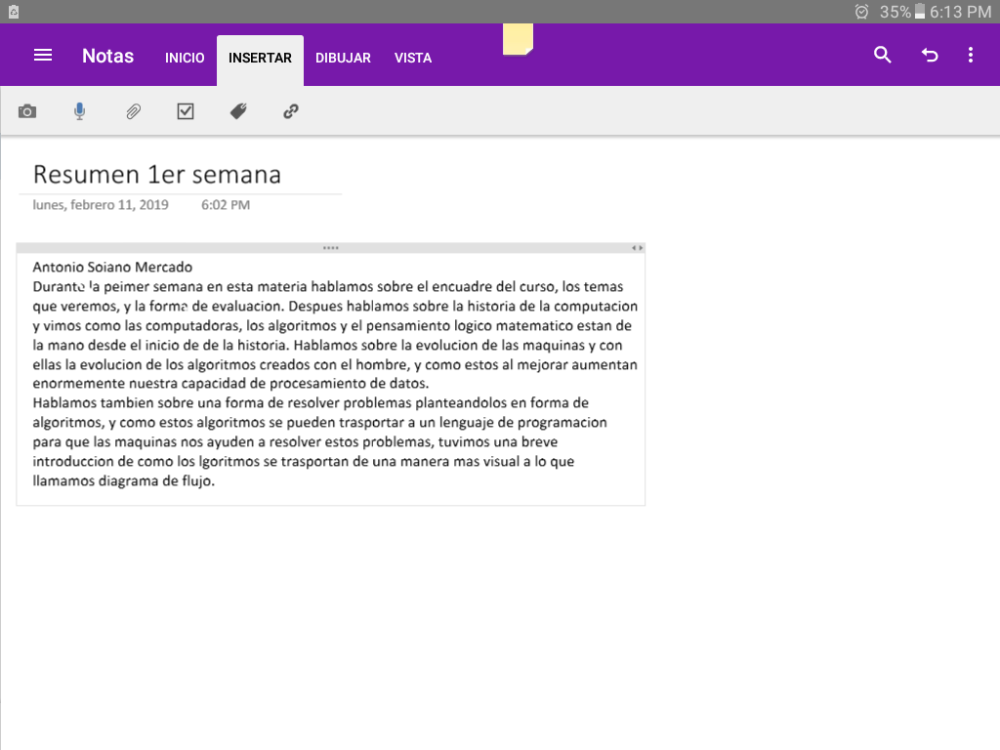 35% 6:13 PM
Notas INICIO INSERTAR DIBUJAR VISTA
Resumen 1er semana
lunes, febrero 11, 2019 6:02 PM
Antonio Soiano Mercado
Durante la peimer semana en esta materia hablamos sobre el encuadre del curso, los temas
que veremos, y la forma de evaluacion. Despues hablamos sobre la historia de la computacion
y vimos como las computadoras, los algoritmos y el pensamiento logico matematico estan de
la mano desde el inicio de de la historia. Hablamos sobre la evolucion de las maquinas y con
ellas la evolucion de los algoritmos creados con el hombre, y como estos al mejorar aumentan
enormemente nuestra capacidad de procesamiento de datos.
Hablamos tambien sobre una forma de resolver problemas planteandolos en forma de
algoritmos, y como estos algoritmos se pueden trasportar a un lenguaje de programacion
para que las maquinas nos ayuden a resolver estos problemas, tuvimos una breve
introduccion de como los lgoritmos se trasportan de una manera mas visual a lo que
llamamos diagrama de flujo.